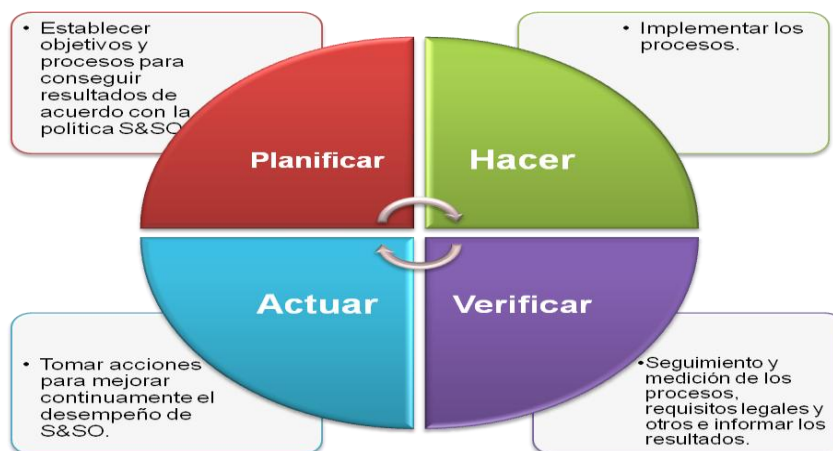 • Establecer
objetivos y
procesos para
conseguir
resultados de
acuerdo con la
política S&SO
• Implementar los
procesos.
Planificar
Hacer
Actuar
Verificar
• Tomar acciones
para mejorar
continuamente el
desempeño de
S&SO.
•Seguimiento y
medición de los
procesos,
requisitos legales y
otros e informar los
resultados.